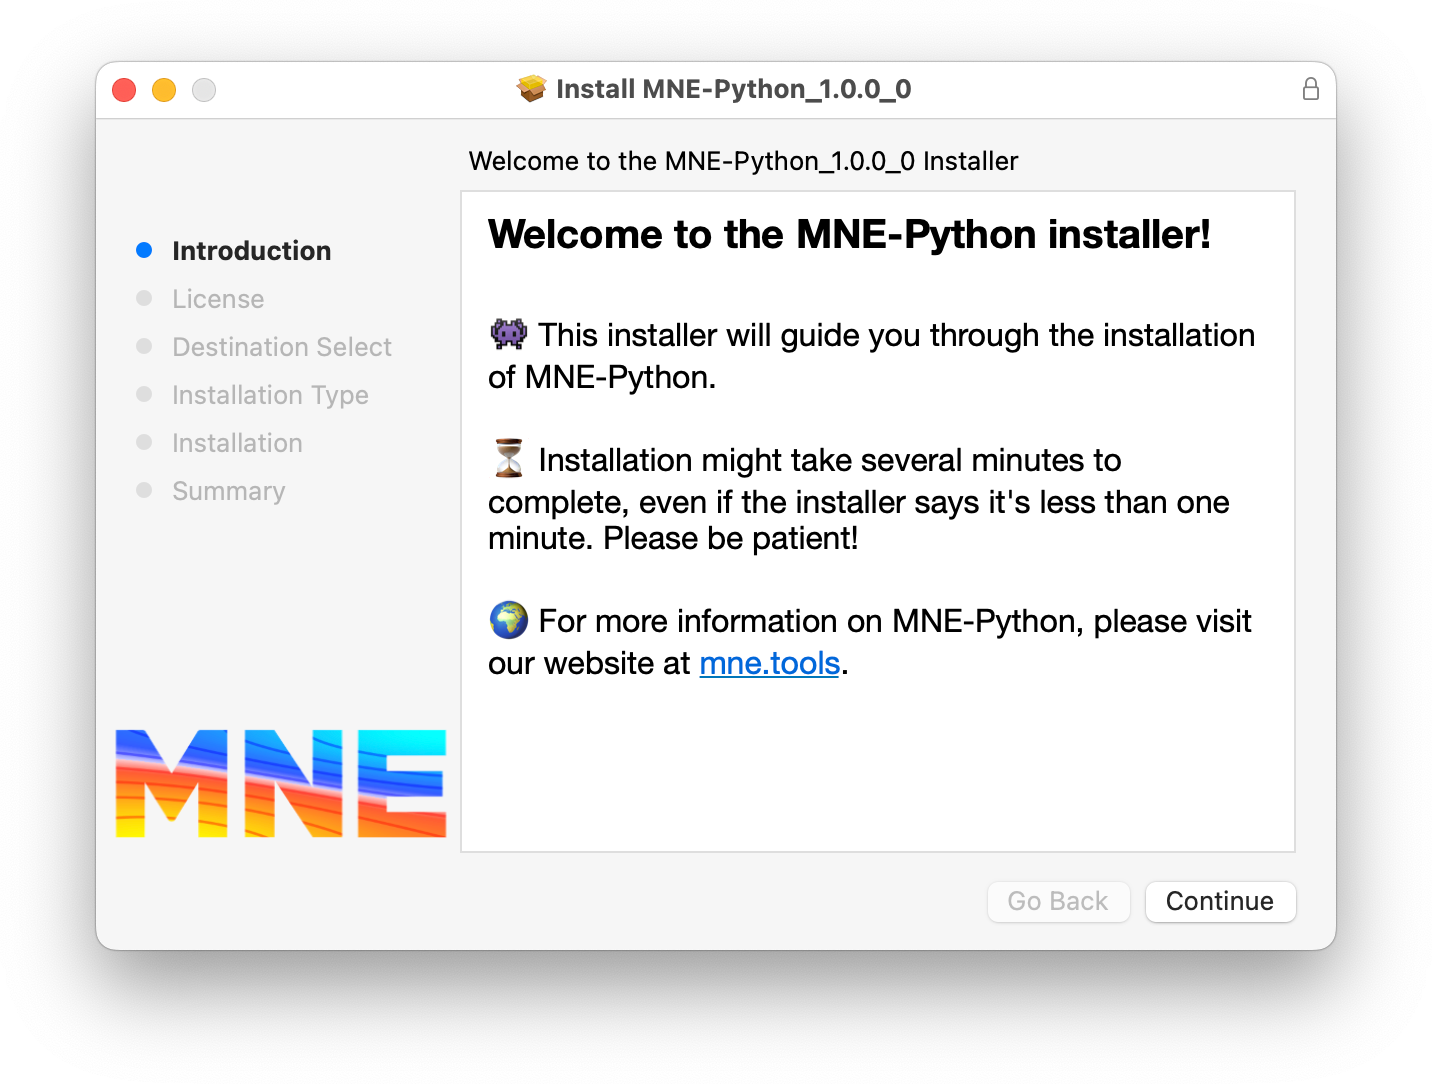 Install MNE-Python_1.0.0_0
Welcome to the MNE-Python_1.0.0_0 Installer
Introduction
License
Destination Select
Installation Type
Installation
Summary
Welcome to the MNE-Python installer!
👾 This installer will guide you through the installation
of MNE-Python.
⏳ Installation might take several minutes to
complete, even if the installer says it's less than one
minute. Please be patient!
🌍 For more information on MNE-Python, please visit
our website at mne.tools.
MNE
Go Back
Continue